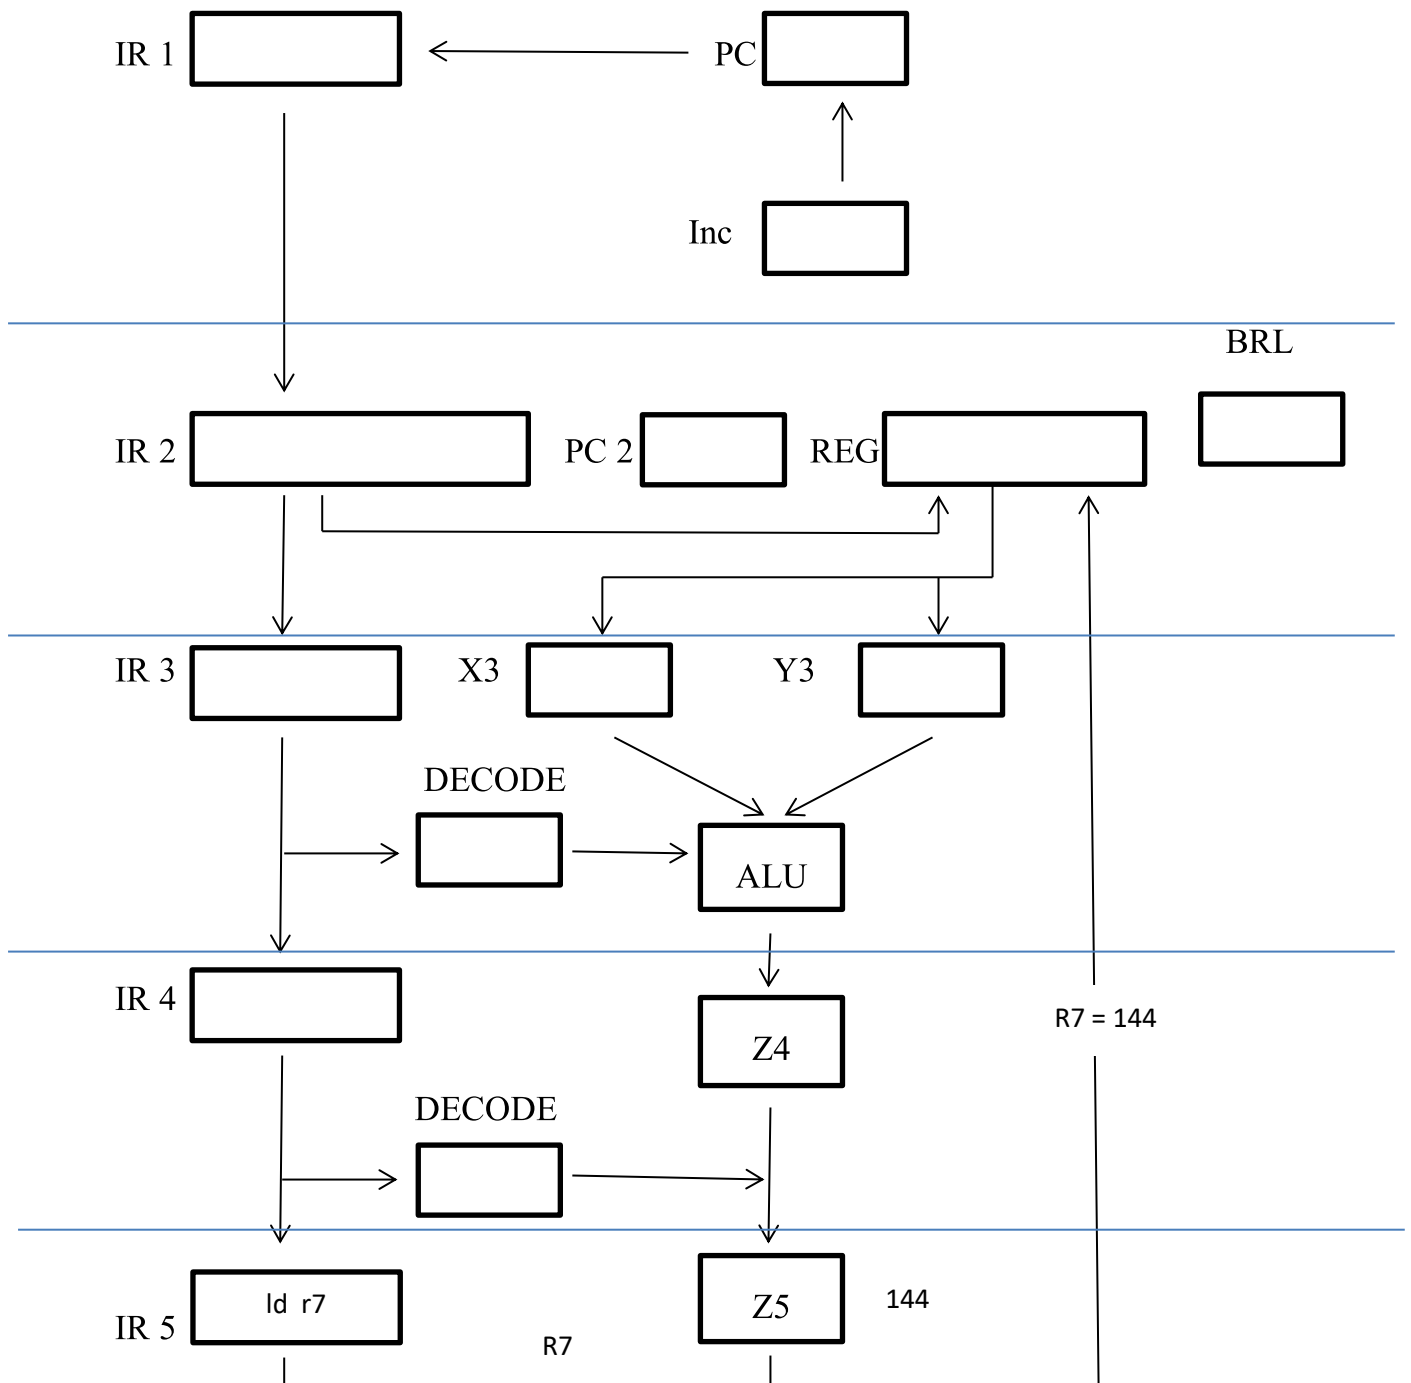 IR 1
PC
Inc
BRL
IR 2
PC 2
REG
IR 3
X3
Y3
DECODE
ALU
IR 4
Z4
R7 = 144
DECODE
ld r7
IR 5
Z5
144
R7